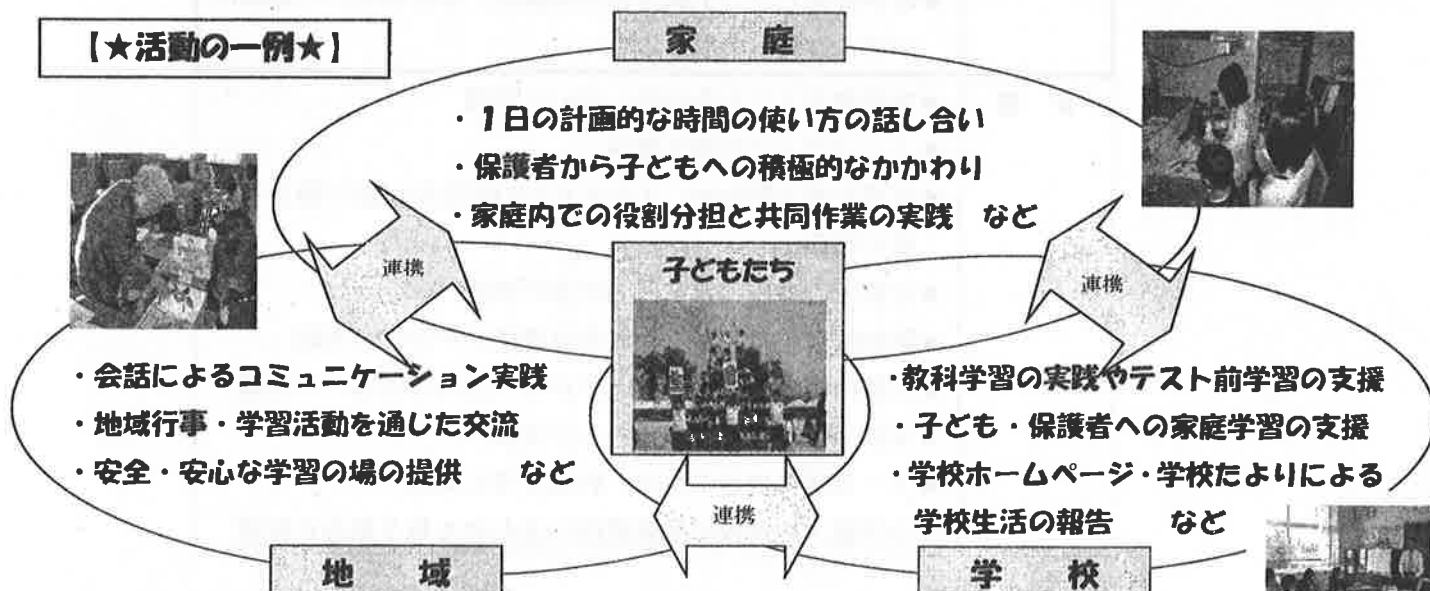 【★活動の一例★】
家 庭
・1日の計画的な時間の使い方の話し合い
・保護者から子どもへの積極的なかかわり
・家庭内での役割分担と共同作業の実践 など
連携
連携
子どもたち
・会話によるコミュニケーション実践
・地域行事・学習活動を通じた交流
・安全・安心な学習の場の提供 など
・教科学習の実践やテスト前学習の支援
・子ども・保護者への家庭学習の支援
・学校ホームページ・学校たよりによる
学校生活の報告 など
連携
地 域
学 校